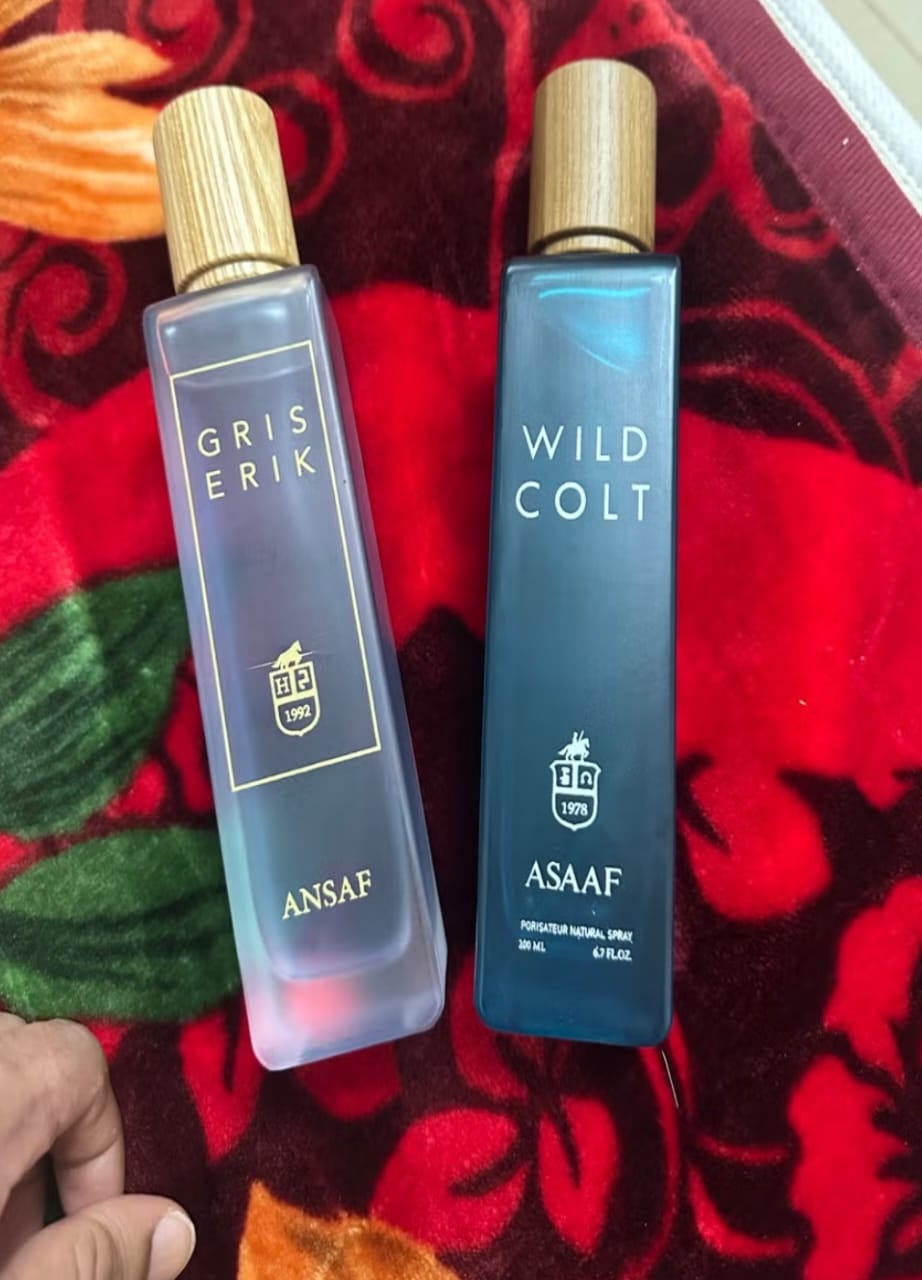 GRIS
ERIK
H
1992
ANSAF
WILD
COLT
1978
ASAAF
PORISATEUR NATURAL SPRAY
200 ML 6.7 FL.OZ.